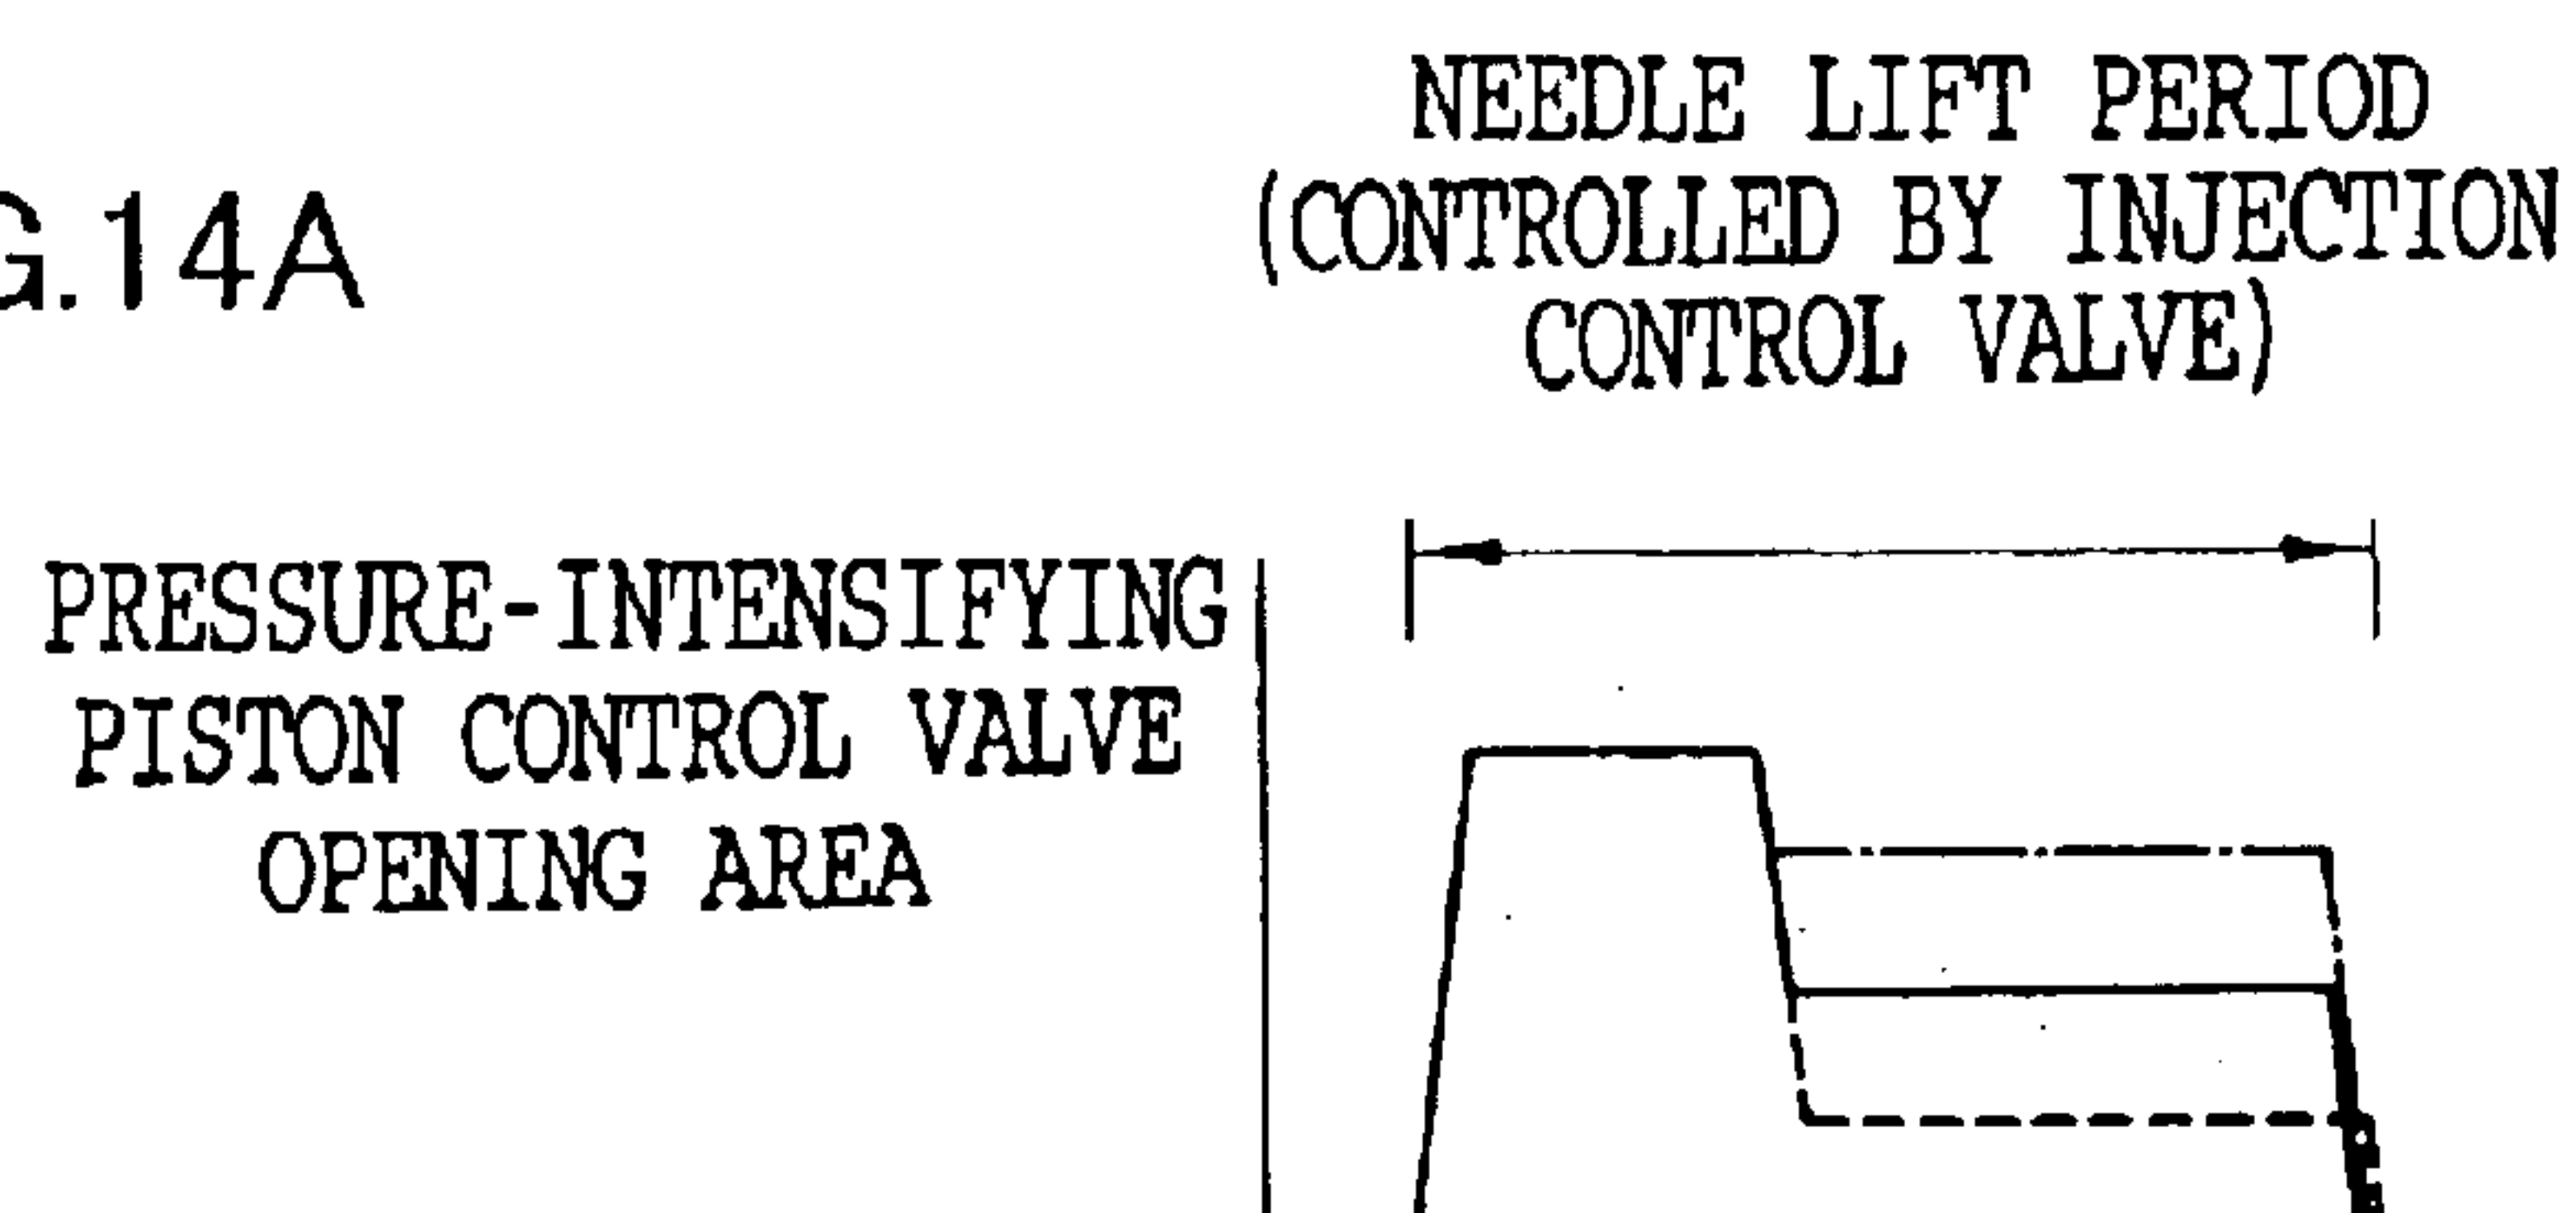 G.14A
NEEDLE LIFT PERIOD
(CONTROLLED BY INJECTION
CONTROL VALVE)
PRESSURE-INTENSIFYING
PISTON CONTROL VALVE
OPENING AREA